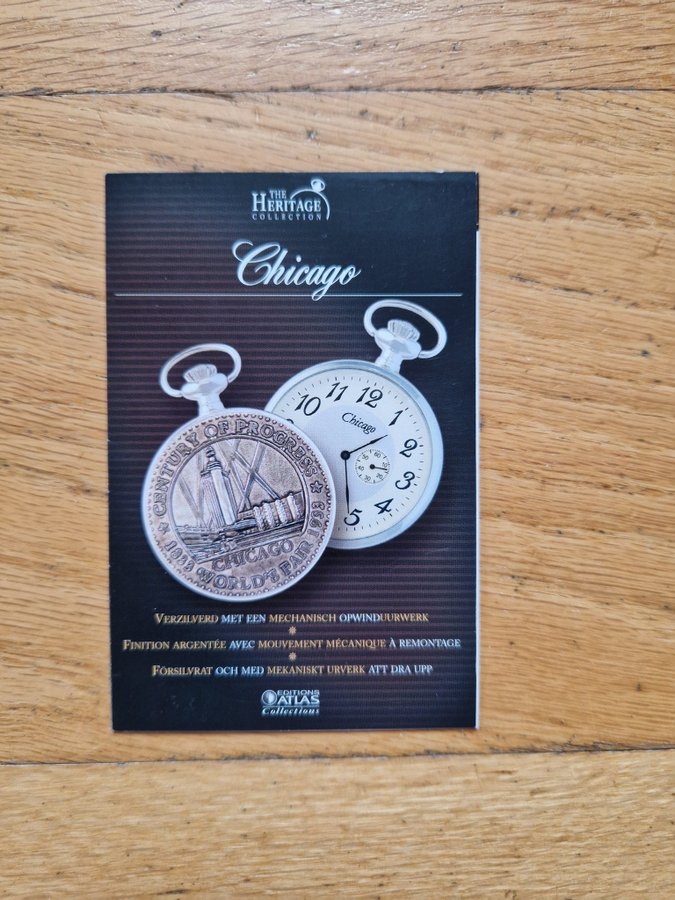 THE
HERITAGE
COLLECTION
Chicago
CENTURY OF PROGRESS
CHICAGO
1833 WORLD'S FAIR 1933
10 11 12 1 2 3 4 5
Chicago
VERZILVERD MET EEN MECHANISCH OPWINDUURWERK
FINITION ARGENTÉE AVEC MOUVEMENT MÉCANIQUE À REMONTAGE
FÖRSILVRAT OCH MED MEKANISKT URVERK ATT DRA UPP
EDITIONS
ATLAS
Collections